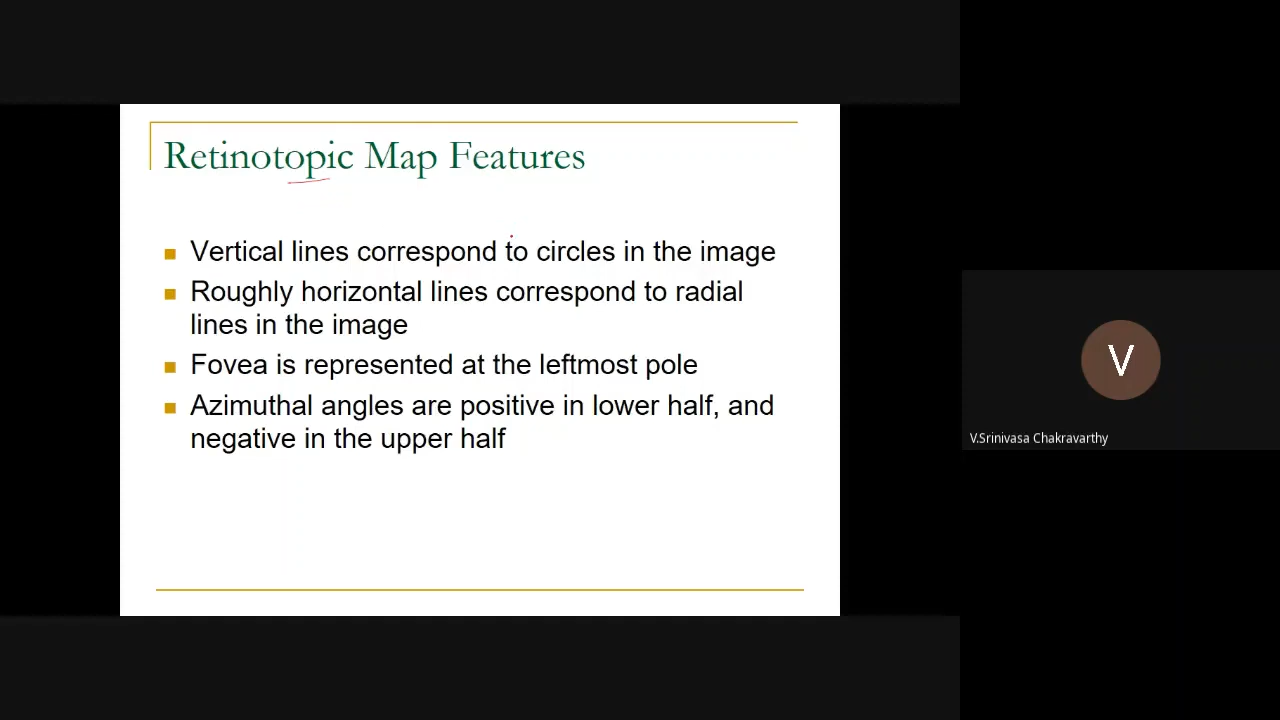 Retinotopic Map Features
Vertical lines correspond to circles in the image
Roughly horizontal lines correspond to radial
lines in the image
Fovea is represented at the leftmost pole
Azimuthal angles are positive in lower half, and
negative in the upper half
V
V.Srinivasa Chakravarthy